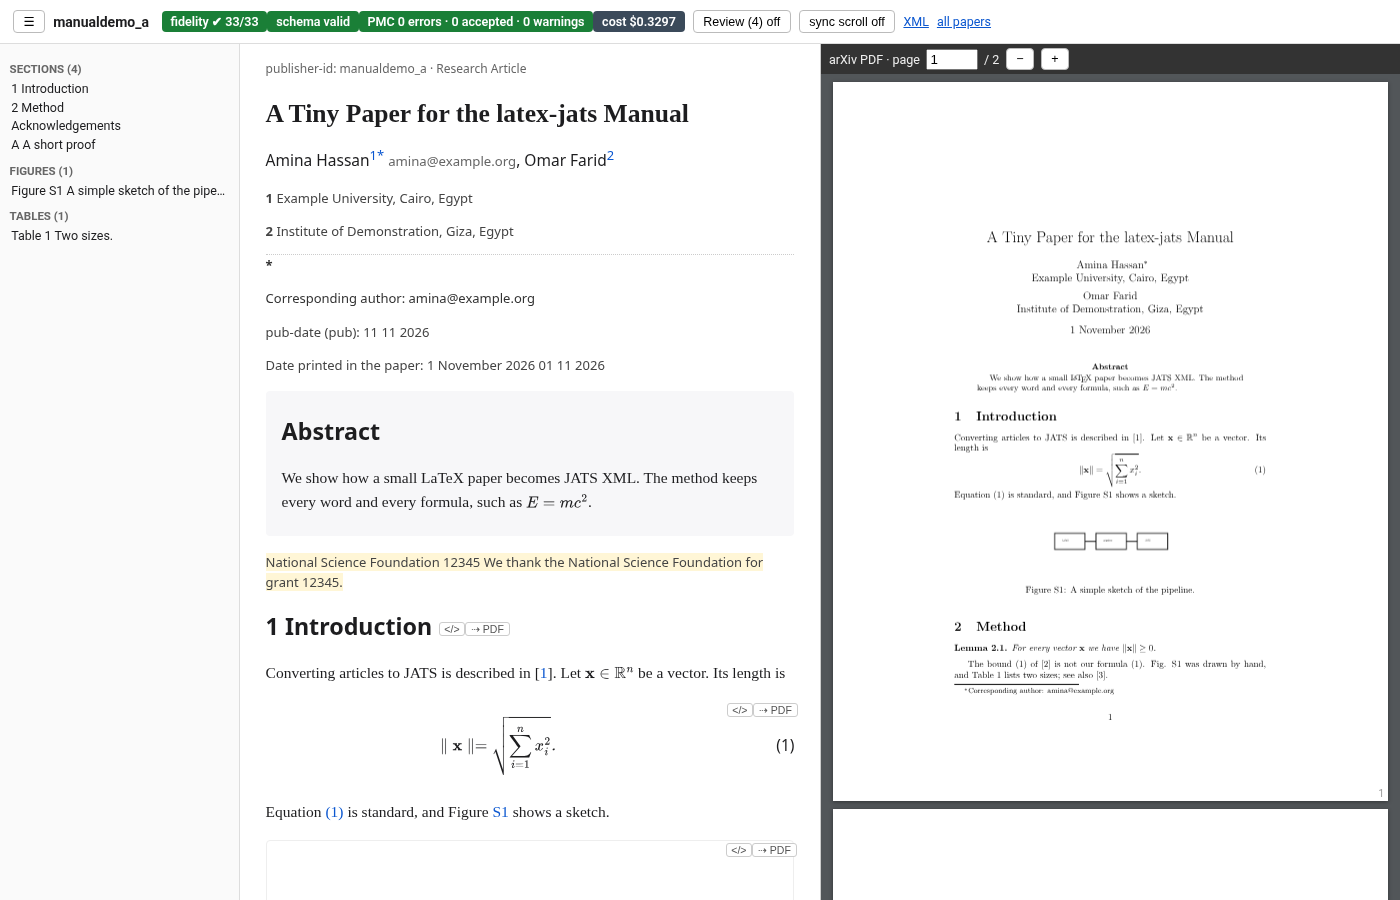 ☰ manualdemo_a fidelity ✔ 33/33 schema valid PMC 0 errors · 0 accepted · 0 warnings cost $0.3297 Review (4) off sync scroll off XML all papers
SECTIONS (4)
1 Introduction
2 Method
Acknowledgements
A A short proof
FIGURES (1)
Figure S1 A simple sketch of the pipe…
TABLES (1)
Table 1 Two sizes.
publisher-id: manualdemo_a · Research Article
A Tiny Paper for the latex-jats Manual
Amina Hassan1* amina@example.org, Omar Farid2
1 Example University, Cairo, Egypt
2 Institute of Demonstration, Giza, Egypt
*
Corresponding author: amina@example.org
pub-date (pub): 11 11 2026
Date printed in the paper: 1 November 2026 01 11 2026
Abstract
We show how a small LaTeX paper becomes JATS XML. The method keeps
every word and every formula, such as E = mc².
National Science Foundation 12345 We thank the National Science Foundation for
grant 12345.
1 Introduction </> ⇢ PDF
Converting articles to JATS is described in [1]. Let x ∈ ℝⁿ be a vector. Its length is
</> ⇢ PDF
‖ x ‖= √∑ⁿᵢ₌₁ xᵢ². (1)
Equation (1) is standard, and Figure S1 shows a sketch.
</> ⇢ PDF
arXiv PDF · page 1 / 2 − +
A Tiny Paper for the latex-jats Manual
Amina Hassan*
Example University, Cairo, Egypt
Omar Farid
Institute of Demonstration, Giza, Egypt
1 November 2026
Abstract
We show how a small LaTeX paper becomes JATS XML. The method
keeps every word and every formula, such as E = mc².
1 Introduction
Converting articles to JATS is described in [1]. Let x ∈ ℝⁿ be a vector. Its
length is
‖x‖ = √∑ⁿᵢ₌₁ xᵢ². (1)
Equation (1) is standard, and Figure S1 shows a sketch.
Figure S1: A simple sketch of the pipeline.
2 Method
Lemma 2.1. For every vector x we have ‖x‖ ≥ 0.
The bound (1) of [2] is not our formula (1). Fig. S1 was drawn by hand,
and Table 1 lists two sizes; see also [3].
*Corresponding author: amina@example.org
1
1